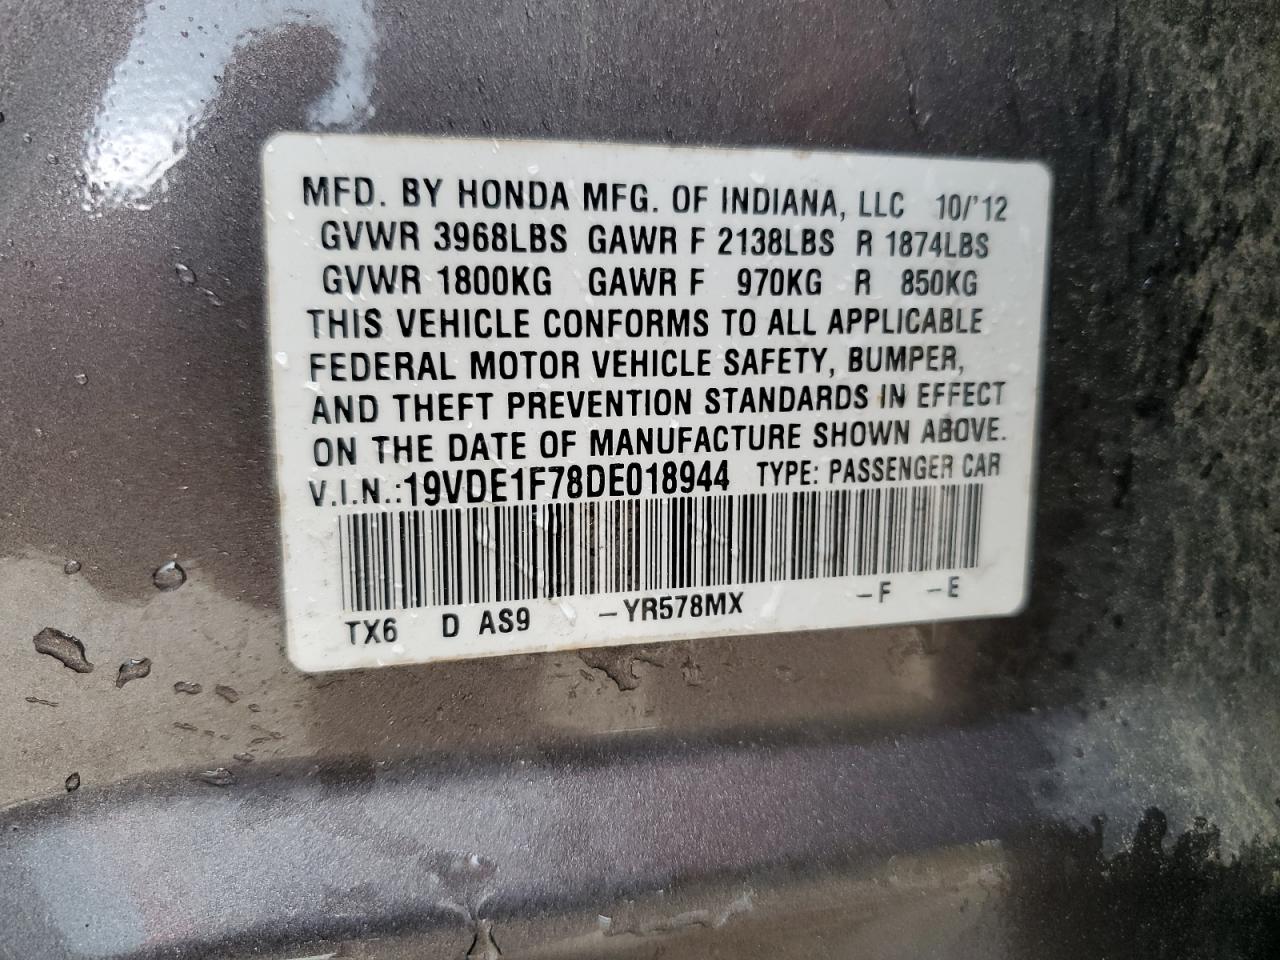 MFD. BY HONDA MFG. OF INDIANA, LLC 10/'12
GVWR 3968LBS GAWR F 2138LBS R 1874LBS
GVWR 1800KG GAWR F 970KG R 850KG
THIS VEHICLE CONFORMS TO ALL APPLICABLE
FEDERAL MOTOR VEHICLE SAFETY, BUMPER,
AND THEFT PREVENTION STANDARDS IN EFFECT
ON THE DATE OF MANUFACTURE SHOWN ABOVE.
V.I.N.:19VDE1F78DE018944 TYPE: PASSENGER CAR
TX6 D AS9 -YR578MX -F -E